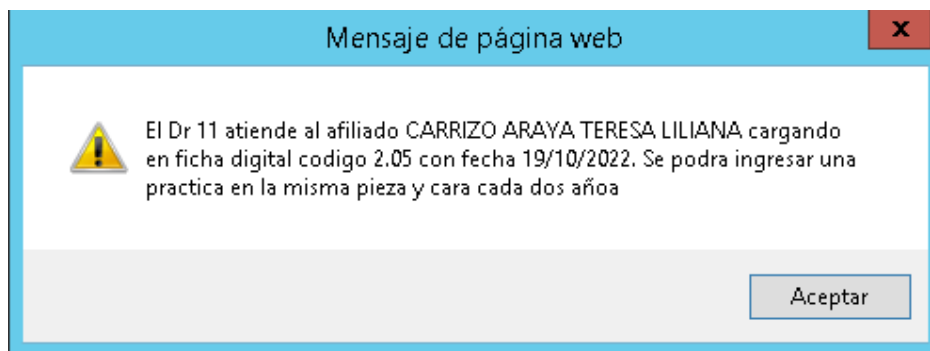 Mensaje de página web
x
El Dr 11 atiende al afiliado CARRIZO ARAYA TERESA LILIANA cargando
en ficha digital codigo 2.05 con fecha 19/10/2022. Se podra ingresar una
practica en la misma pieza y cara cada dos añoa
Aceptar